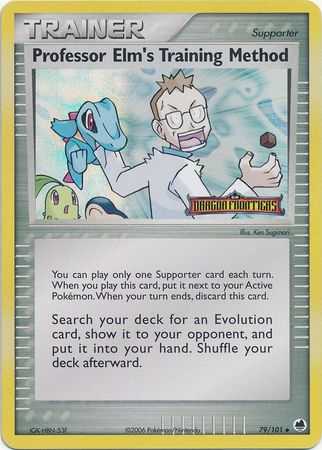 TRAINER
Supporter
Professor Elm's Training Method
DRAGON FRONTIERS
Illus. Ken Sugimori
You can play only one Supporter card each turn.
When you play this card, put it next to your Active
Pokémon. When your turn ends, discard this card.
Search your deck for an Evolution
card, show it to your opponent, and
put it into your hand. Shuffle your
deck afterward.
JGK-HBN-53F
©2006 Pokémon/Nintendo
79/101